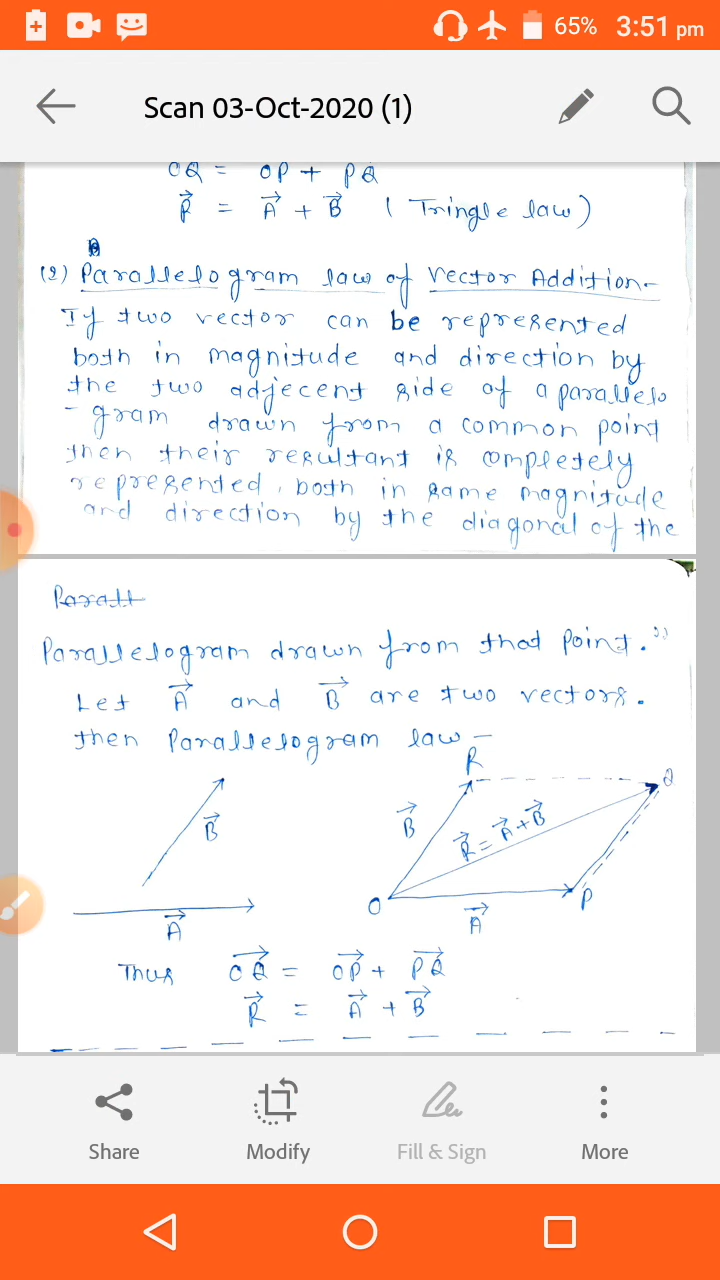 65% 3:51 pm
Scan 03-Oct-2020 (1)
OQ = OP + PQ
R = A + B ( Tringle law)
(2) Parallelogram law of Vector Addition-
If two vector can be represented
both in magnitude and direction by
the two adjecent side of a parallelo
- gram drawn from a common point
then their resultant is completely
represented, both in same magnitude
and direction by the diagonal of the
Parall
Parallelogram drawn from that point."
Let A⃗ and B⃗ are two vectors.
then Parallelogram law -
R
Q
B⃗
B⃗
R⃗ = A⃗ + B⃗
O
P
A⃗
A⃗
Thus OQ⃗ = OP⃗ + PQ⃗
R⃗ = A⃗ + B⃗
Share
Modify
Fill & Sign
More